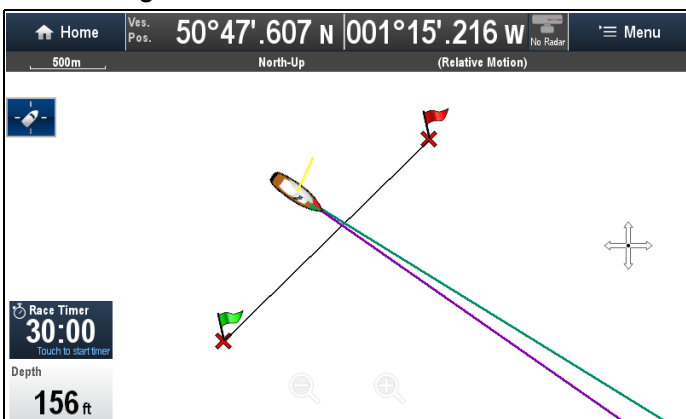 Home
Ves. Pos. 50°47'.607 N 001°15'.216 W
No Radar
Menu
500m North-Up (Relative Motion)
Race Timer
30:00
Touch to start timer
Depth
156 ft